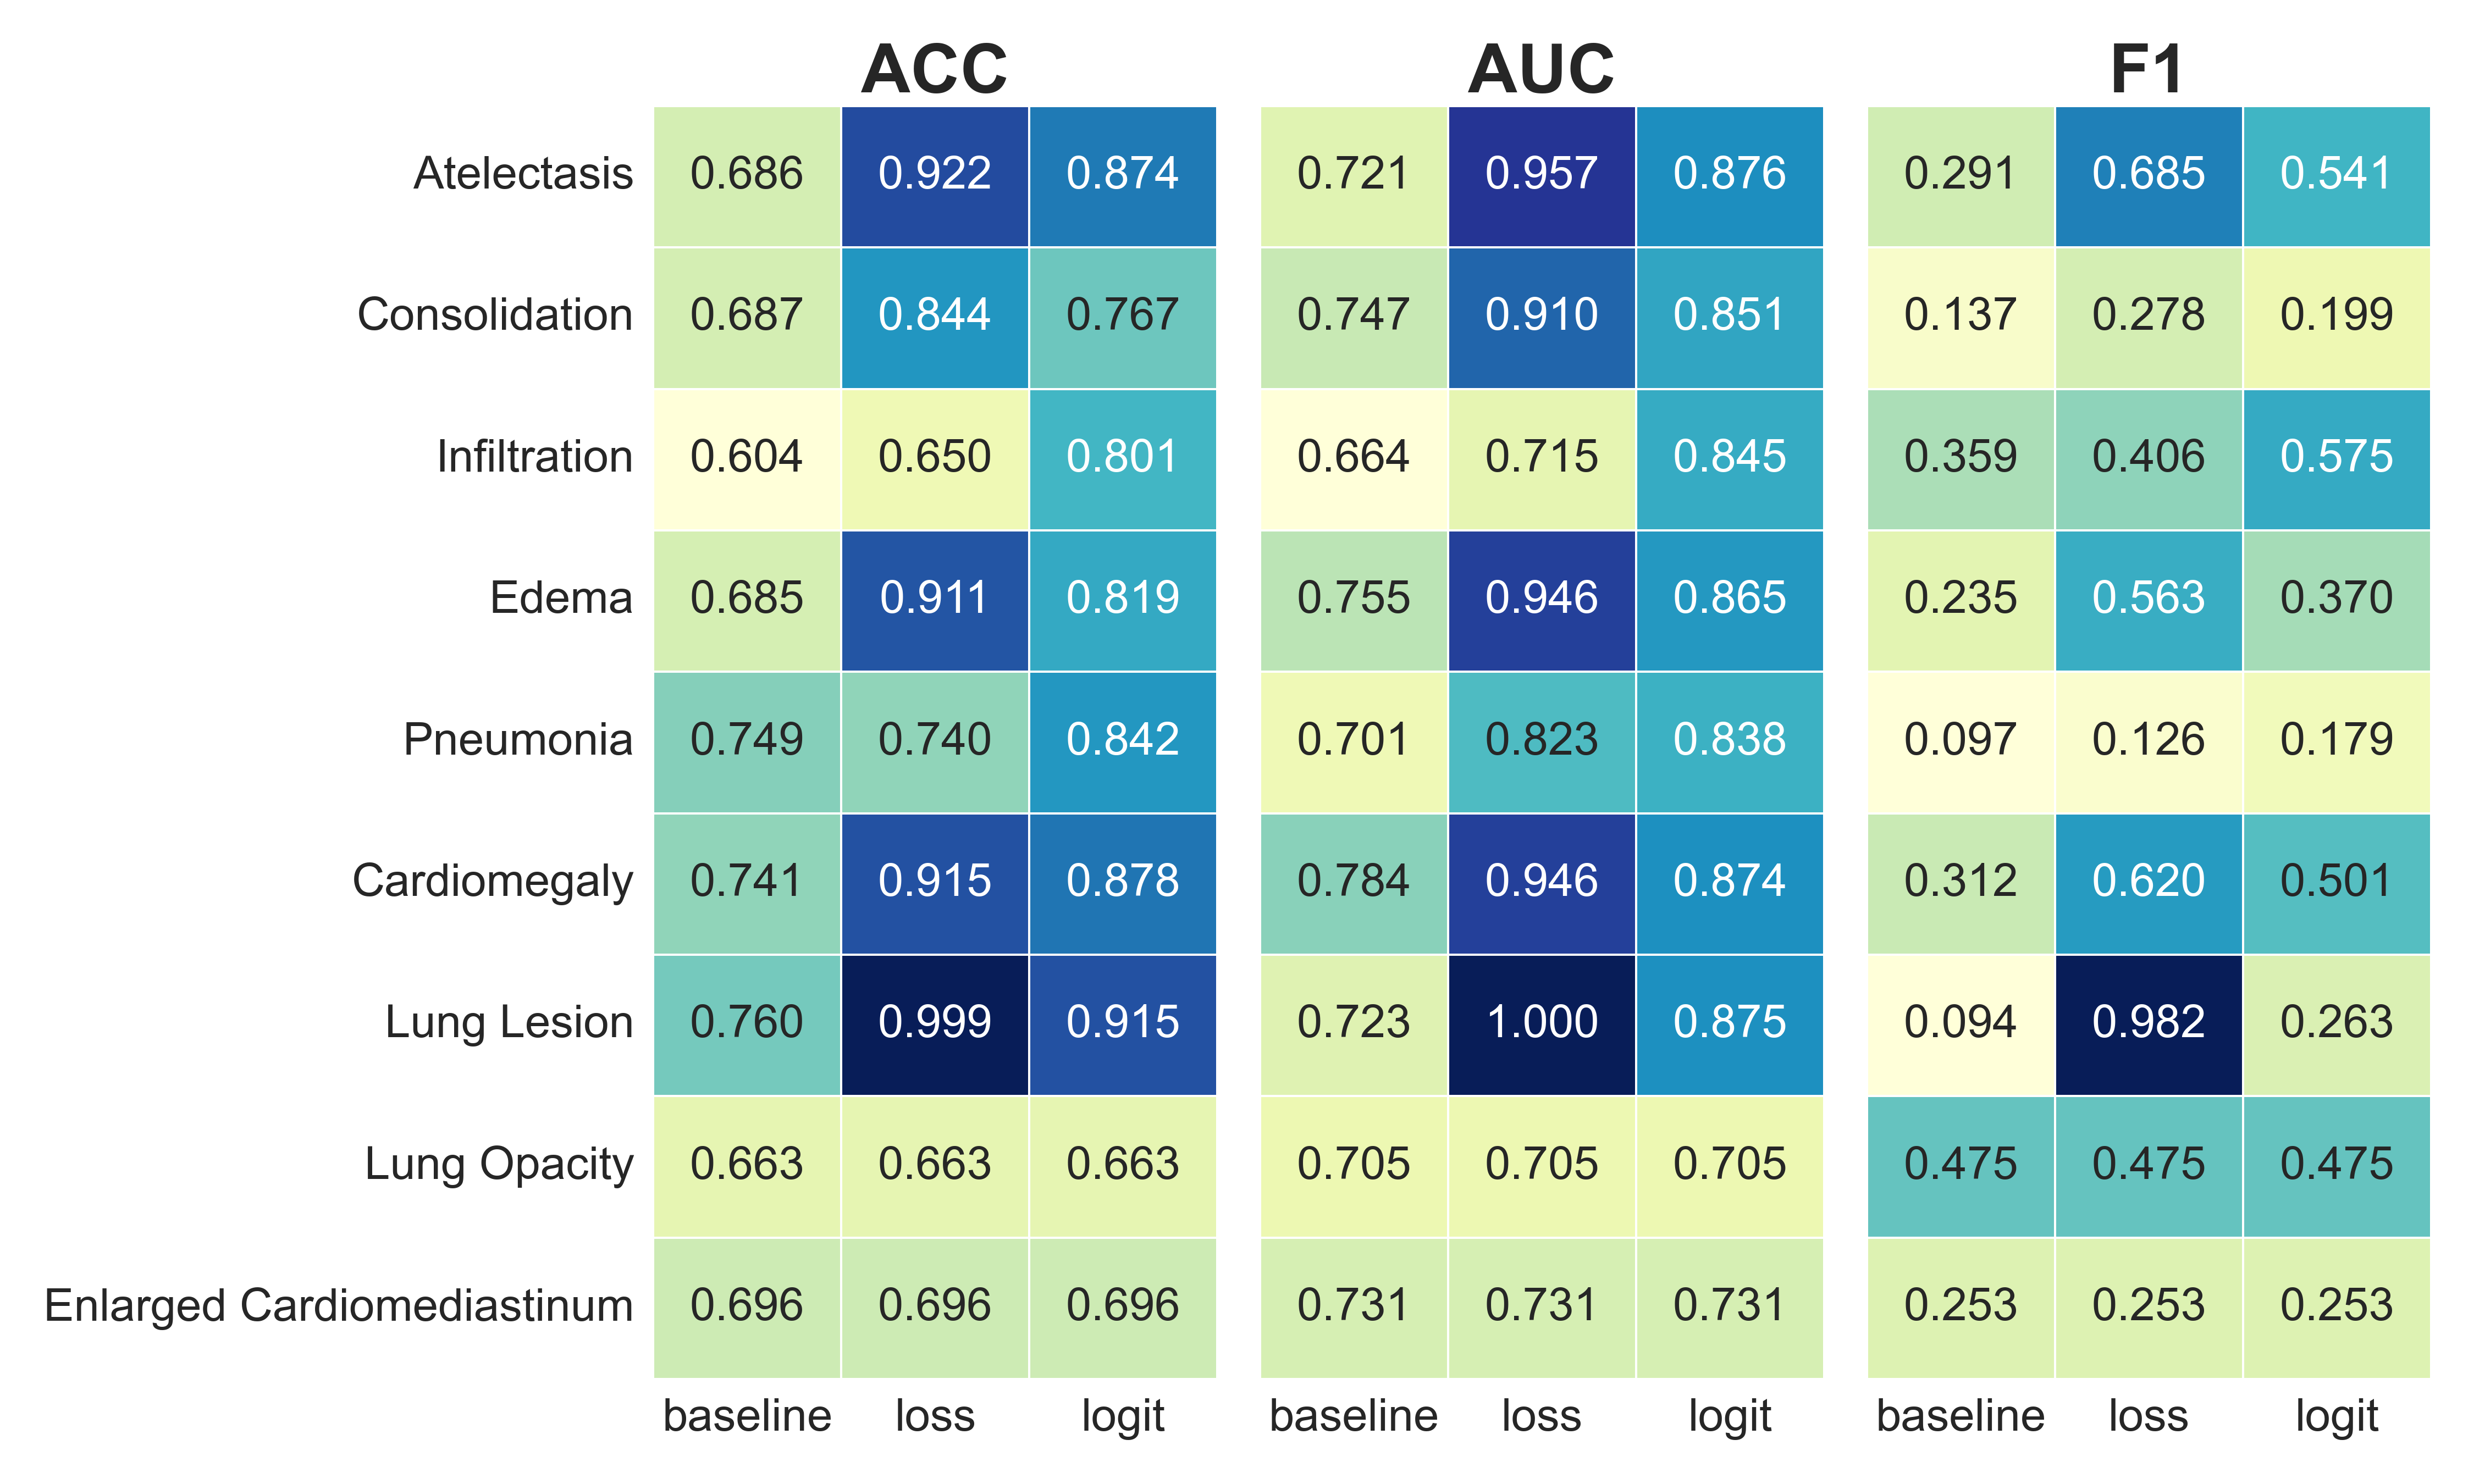 ACC AUC F1
Atelectasis 0.686 0.922 0.874 0.721 0.957 0.876 0.291 0.685 0.541
Consolidation 0.687 0.844 0.767 0.747 0.910 0.851 0.137 0.278 0.199
Infiltration 0.604 0.650 0.801 0.664 0.715 0.845 0.359 0.406 0.575
Edema 0.685 0.911 0.819 0.755 0.946 0.865 0.235 0.563 0.370
Pneumonia 0.749 0.740 0.842 0.701 0.823 0.838 0.097 0.126 0.179
Cardiomegaly 0.741 0.915 0.878 0.784 0.946 0.874 0.312 0.620 0.501
Lung Lesion 0.760 0.999 0.915 0.723 1.000 0.875 0.094 0.982 0.263
Lung Opacity 0.663 0.663 0.663 0.705 0.705 0.705 0.475 0.475 0.475
Enlarged Cardiomediastinum 0.696 0.696 0.696 0.731 0.731 0.731 0.253 0.253 0.253
baseline loss logit baseline loss logit baseline loss logit